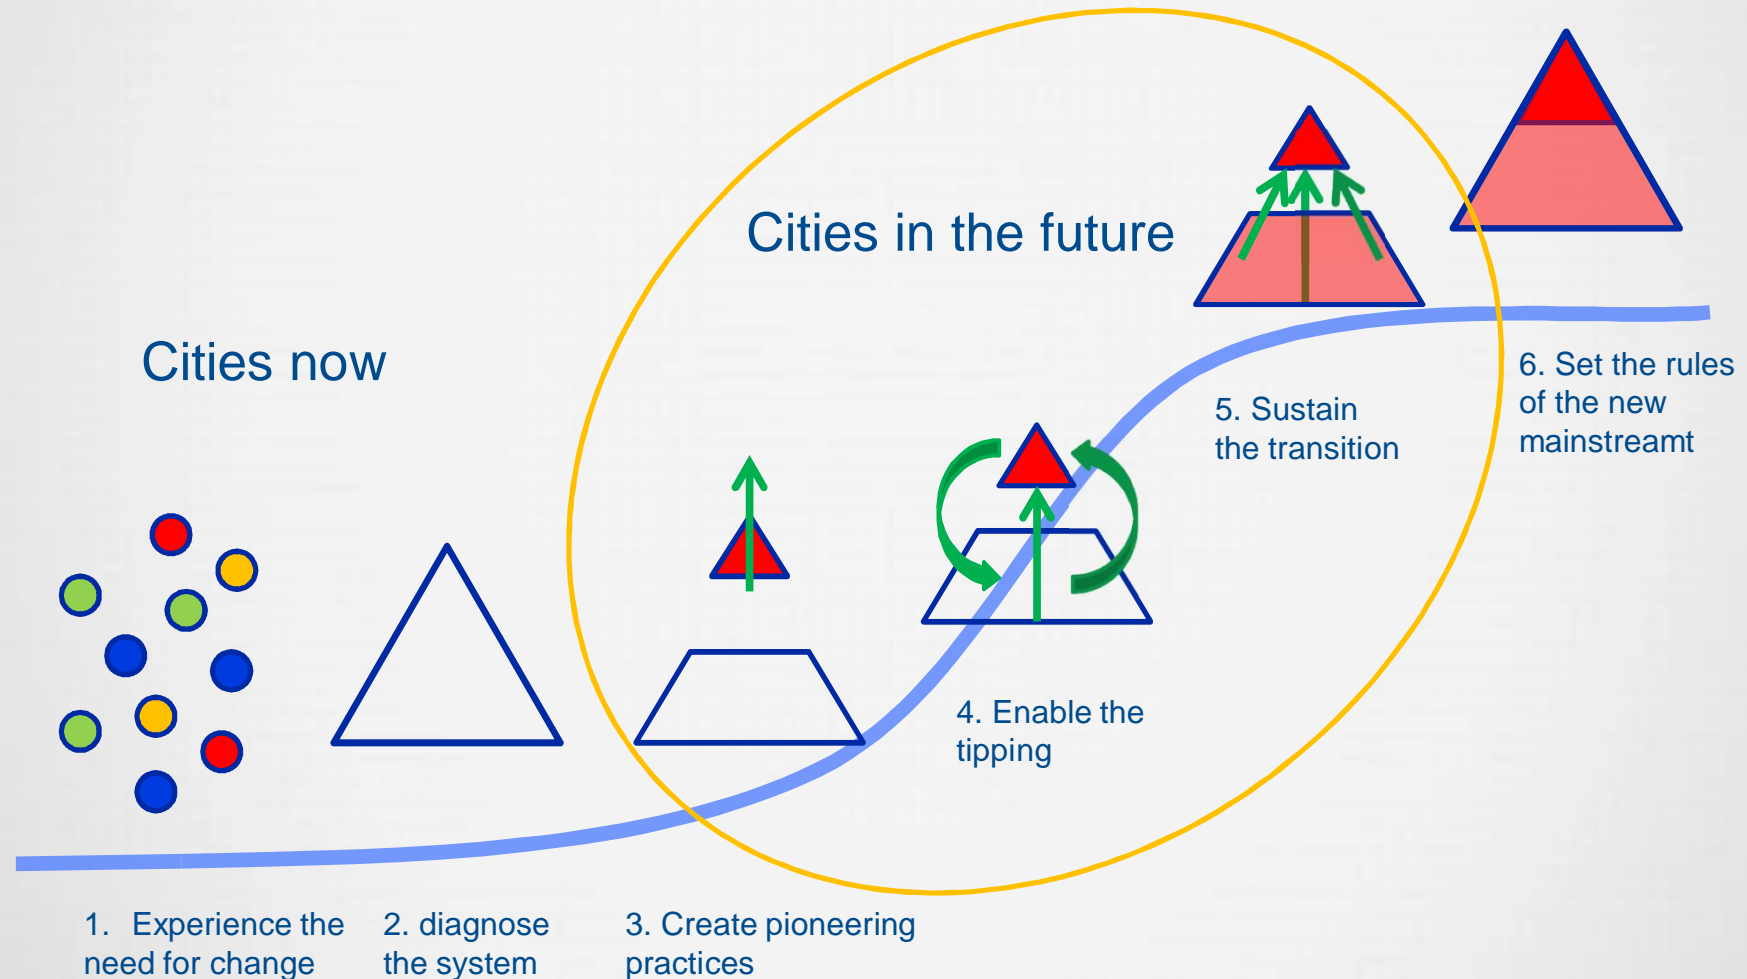 Cities in the future
Cities now
1. Experience the
need for change
2. diagnose
the system
3. Create pioneering
practices
4. Enable the
tipping
5. Sustain
the transition
6. Set the rules
of the new
mainstreamt